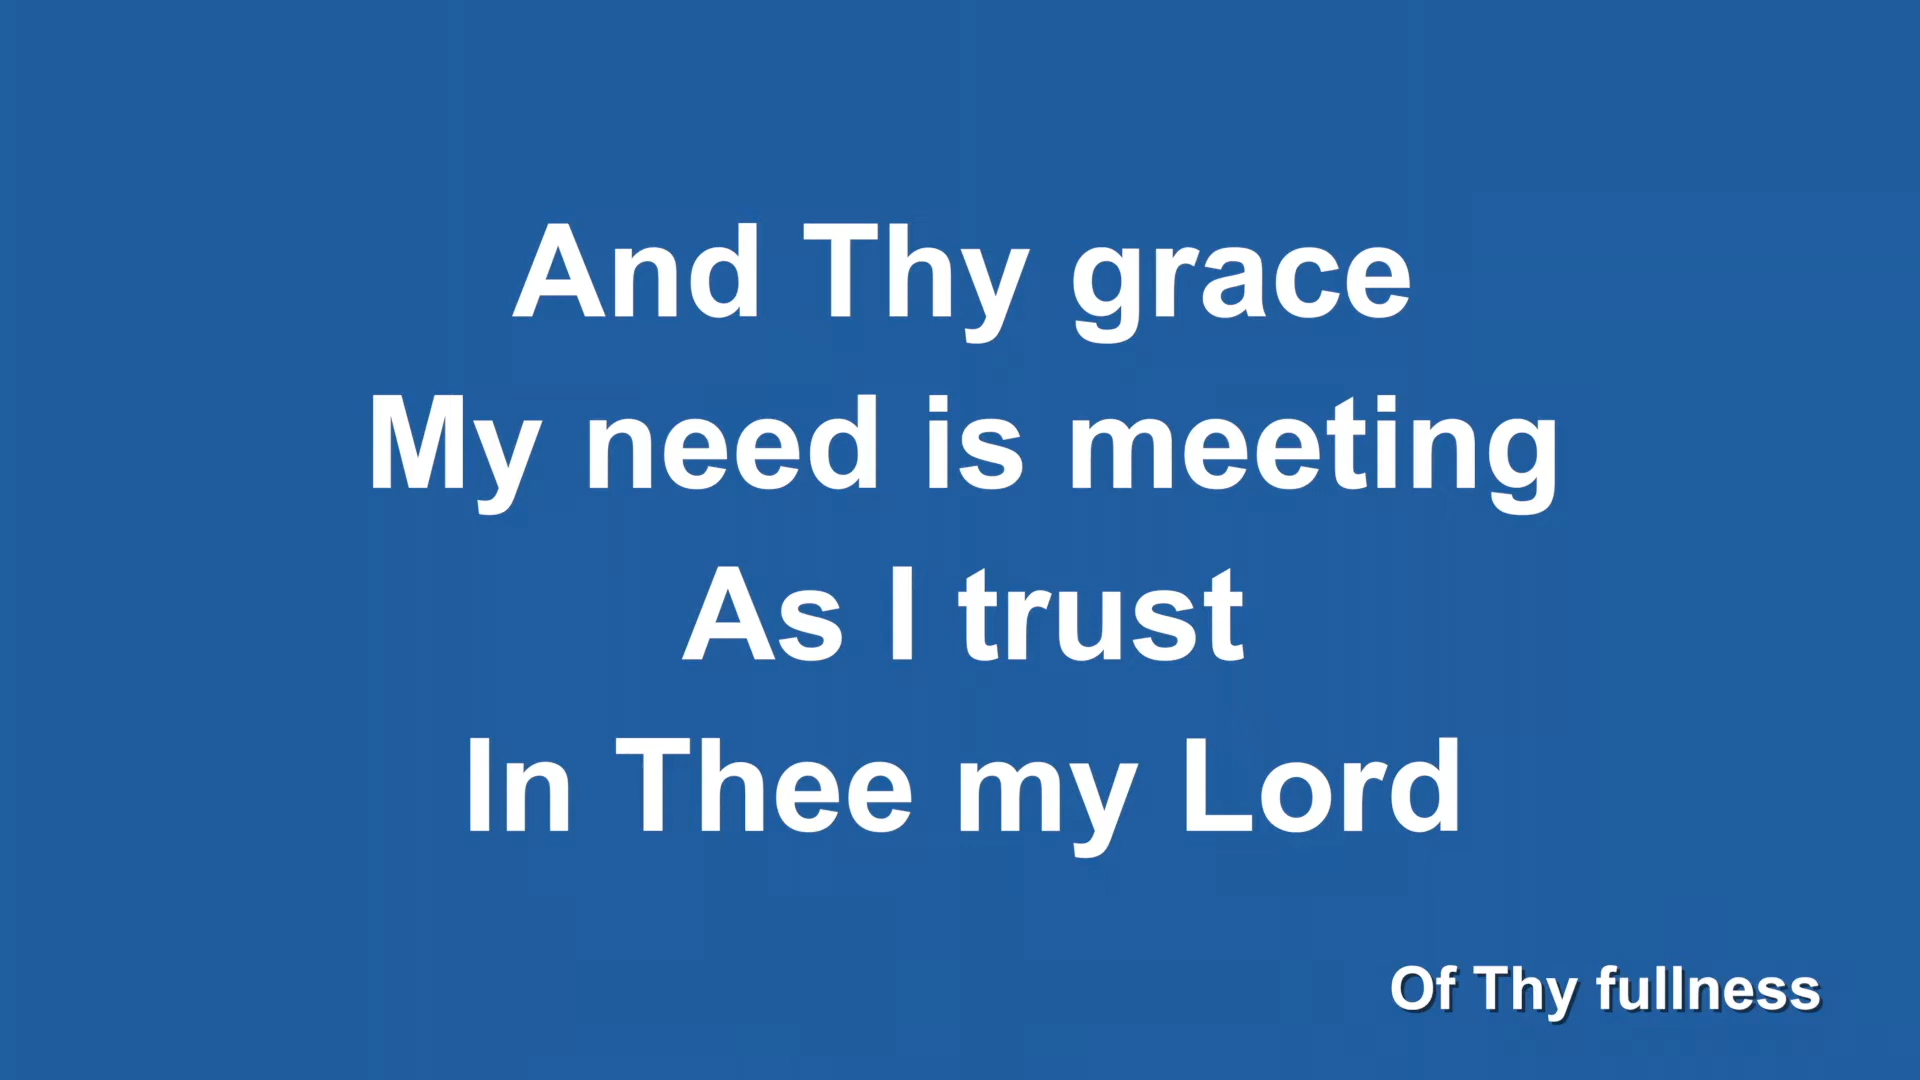 And Thy grace
My need is meeting
As I trust
In Thee my Lord
Of Thy fullness